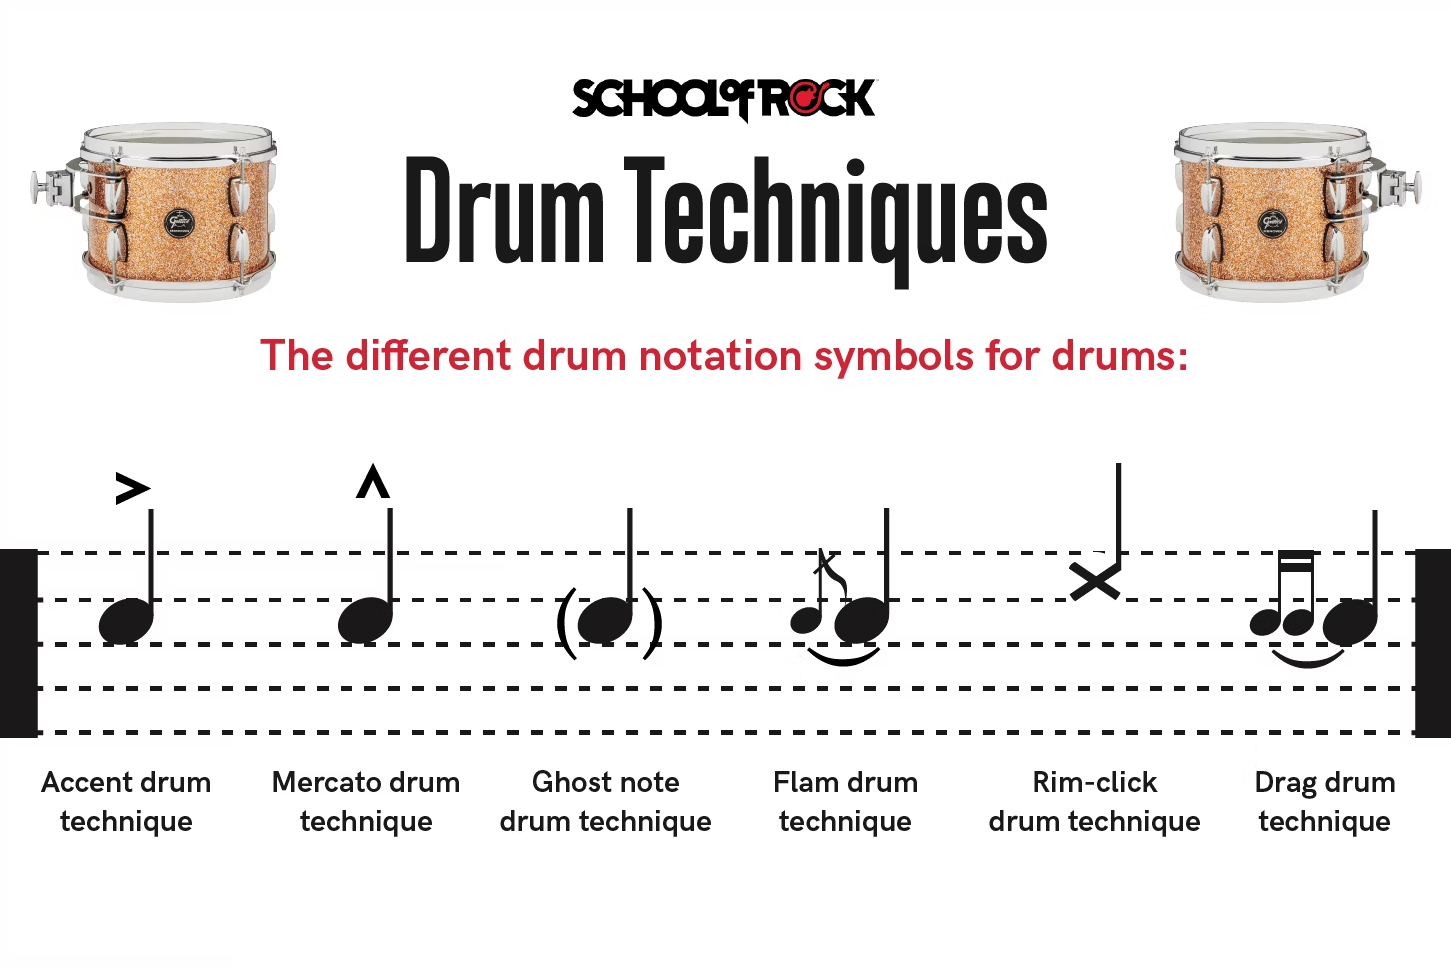 SCHOOL of ROCK
Drum Techniques
The different drum notation symbols for drums:
Accent drum
technique
Mercato drum
technique
Ghost note
drum technique
Flam drum
technique
Rim-click
drum technique
Drag drum
technique